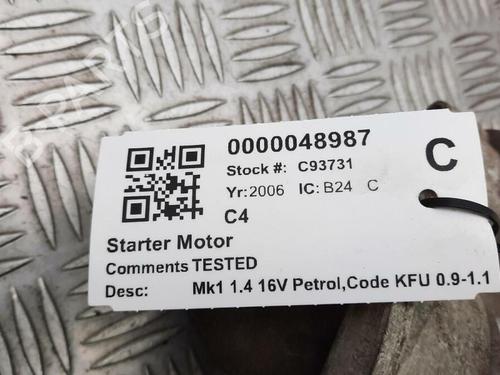 0000048987
C
Stock #: C93731
Yr:2006 IC:B24 C
C4
Starter Motor
Comments TESTED
Desc: Mk1 1.4 16V Petrol,Code KFU 0.9-1.1